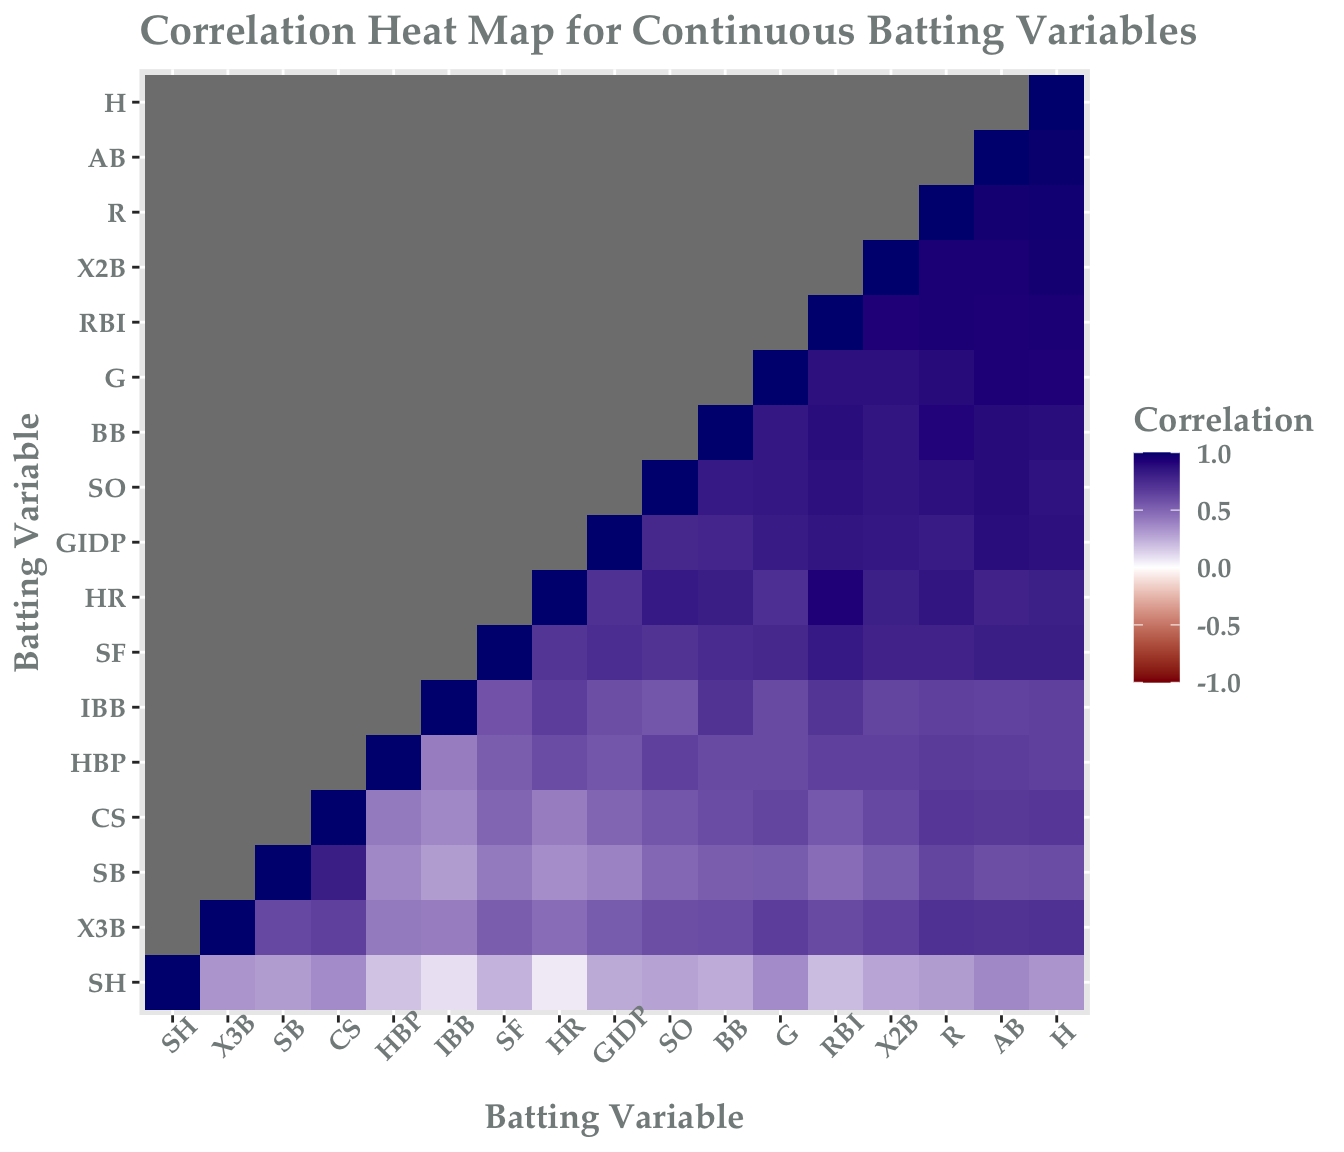 Correlation Heat Map for Continuous Batting Variables
Batting Variable
H
AB
R
X2B
RBI
G
BB
SO
GIDP
HR
SF
IBB
HBP
CS
SB
X3B
SH
SH X3B SB CS HBP IBB SF HR GIDP SO BB G RBI X2B R AB H
Batting Variable
Correlation
1.0
0.5
0.0
-0.5
-1.0